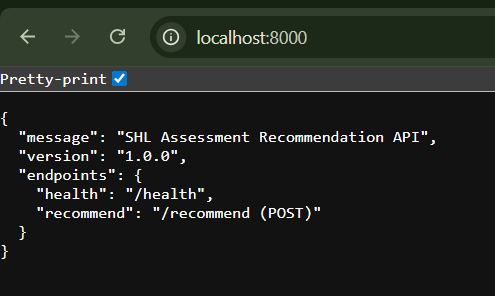 localhost:8000
Pretty-print
{
  "message": "SHL Assessment Recommendation API",
  "version": "1.0.0",
  "endpoints": {
    "health": "/health",
    "recommend": "/recommend (POST)"
  }
}